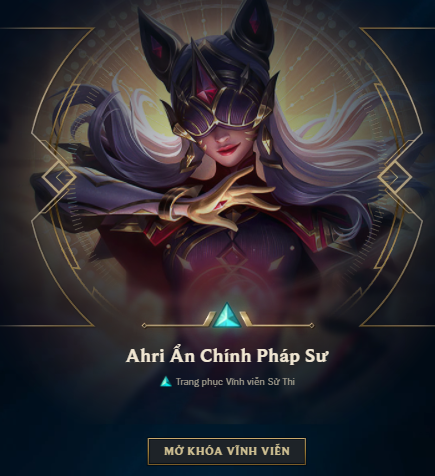 Ahri Ẩn Chính Pháp Sư
Trang phục Vĩnh viễn Sử Thi
MỞ KHÓA VĨNH VIỄN